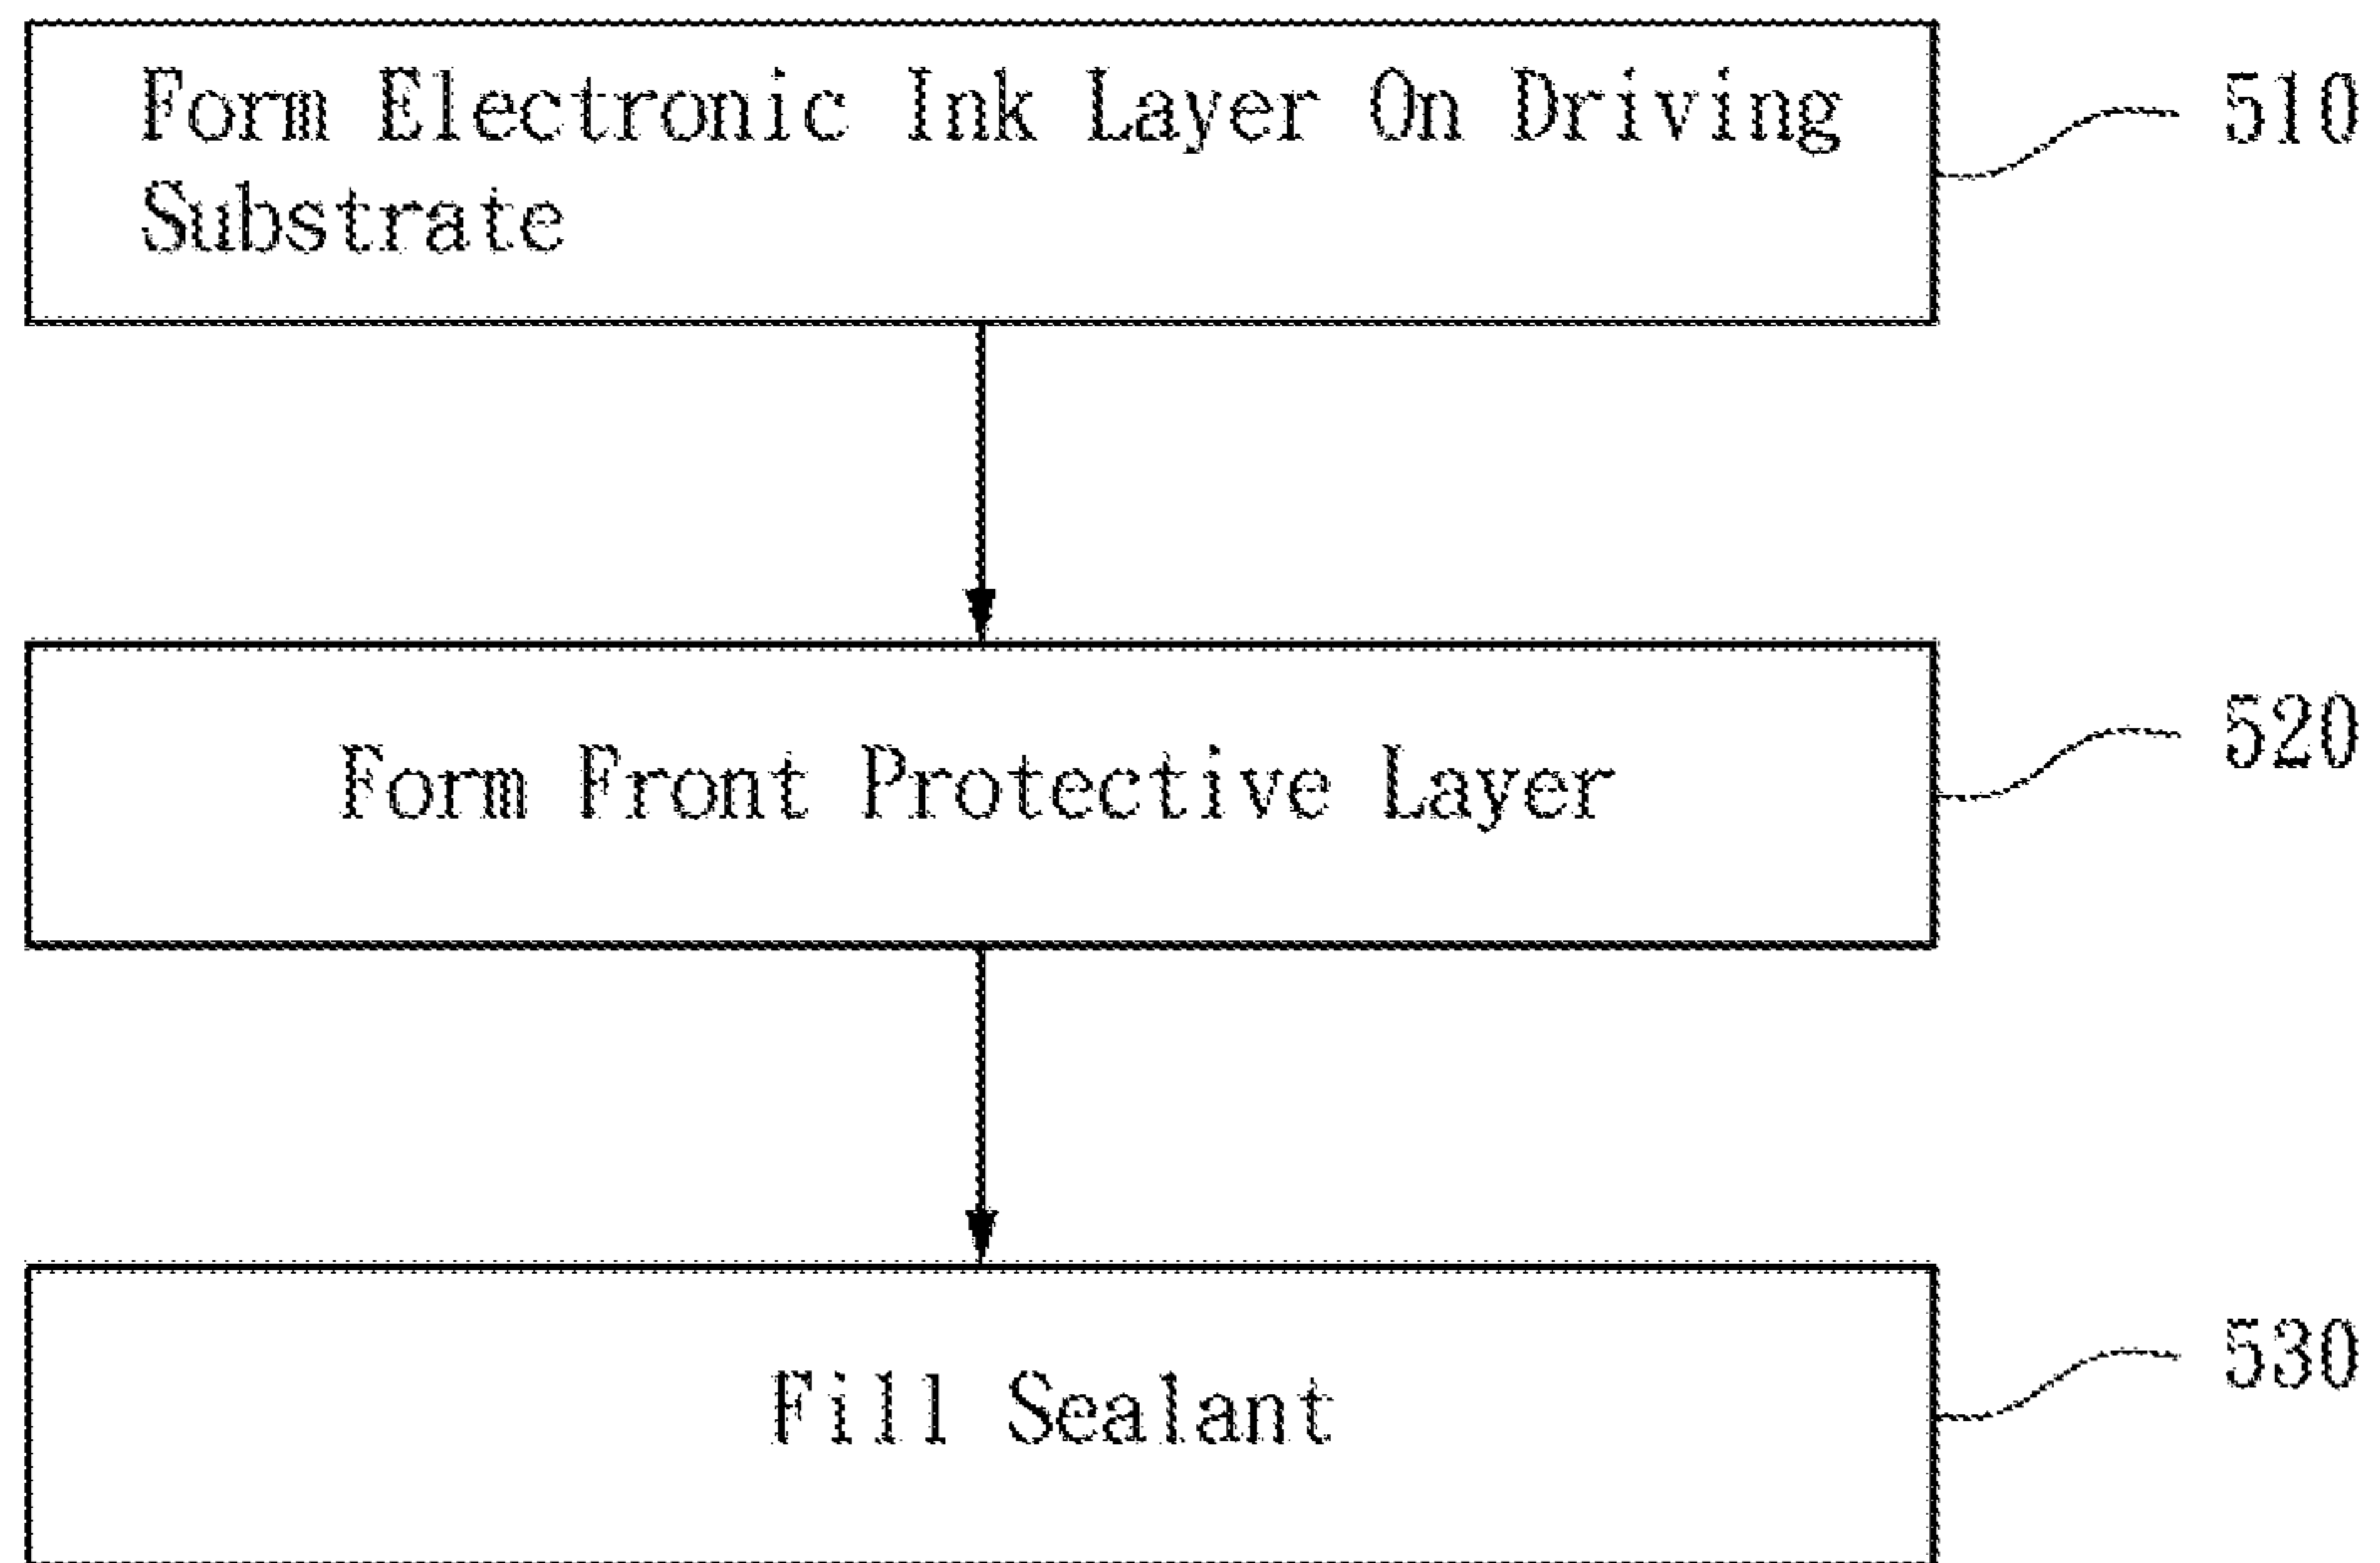 Form Electronic Ink Layer On Driving
Substrate
510
Form Front Protective Layer
520
Fill Sealant
530